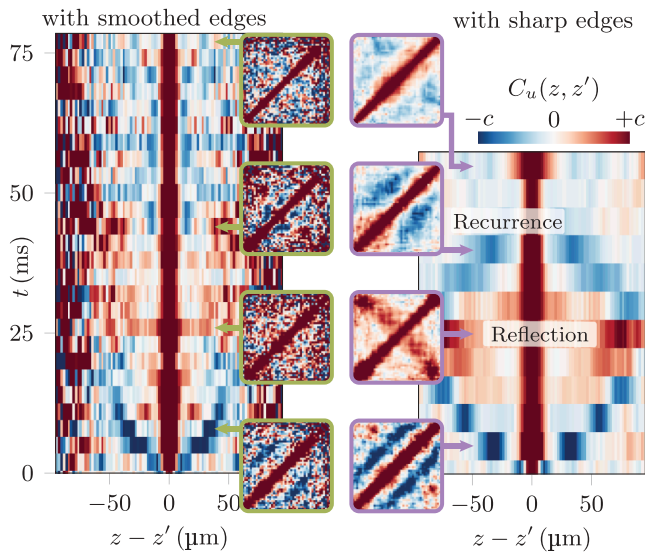 with smoothed edges
with sharp edges
C_u(z, z′)
−c 0 +c
75
50
25
0
t (ms)
Recurrence
Reflection
−50 0 50
−50 0 50
z − z′ (µm)
z − z′ (µm)